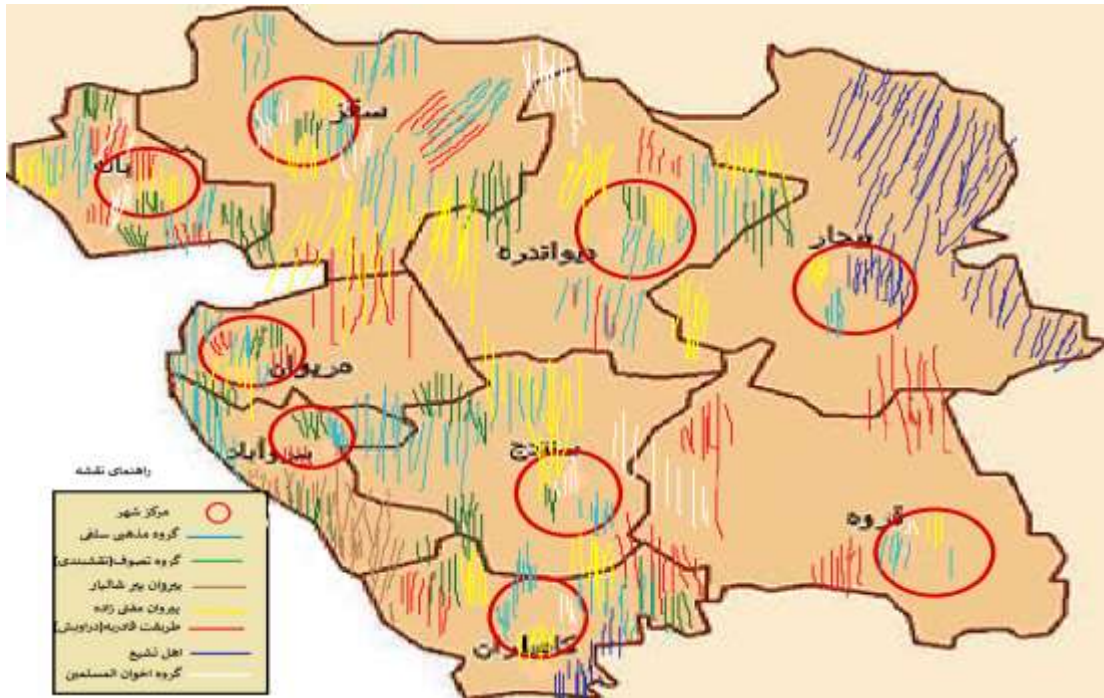 سقز
بانه
دیواندره
بیجار
مریوان
سنندج
سروآباد
قروه
کامیاران
راهنمای نقشه
مرکز شهر
گروه مذهبی سلفی
گروه تصوف(نقشبندی)
پیروان پیر شالیار
پیروان مفتی زاده
طریقت قادریه(دراویش)
اهل تشیع
گروه اخوان المسلمین